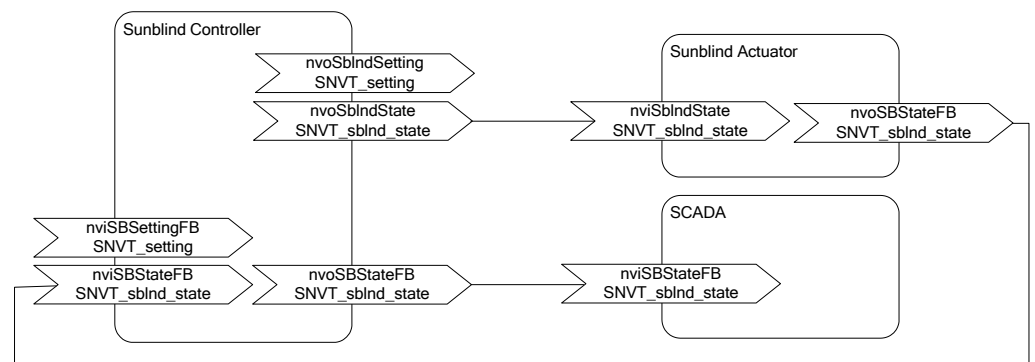 Sunblind Controller
nvoSblndSetting
SNVT_setting
nvoSblndState
SNVT_sblnd_state
nviSBSettingFB
SNVT_setting
nviSBStateFB
SNVT_sblnd_state
nvoSBStateFB
SNVT_sblnd_state
Sunblind Actuator
nviSblndState
SNVT_sblnd_state
nvoSBStateFB
SNVT_sblnd_state
SCADA
nviSBStateFB
SNVT_sblnd_state